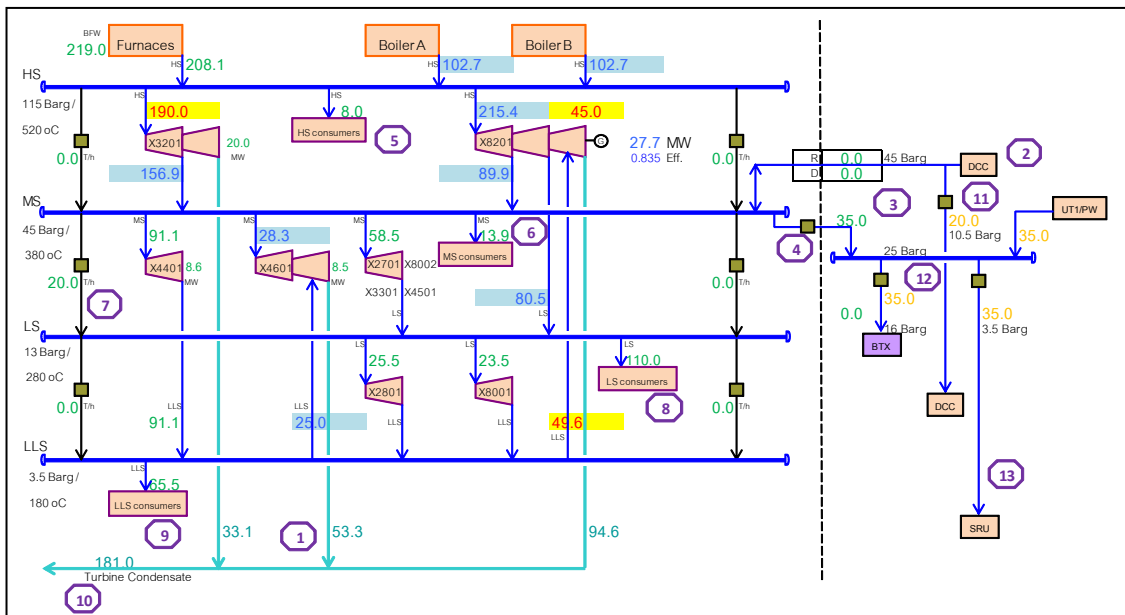 BFW
219.0
Furnaces
Boiler A
Boiler B
HS
208.1
HS
102.7
HS
102.7
HS
115 Barg /
520 oC
HS
190.0
HS
8.0
HS
215.4
45.0
X3201
20.0
MW
HS consumers
5
X8201
G
27.7 MW
0.835 Eff.
0.0
T/h
0.0
T/h
156.9
89.9
R
0.0
45 Barg
D
0.0
DCC
2
MS
45 Barg /
380 oC
MS
91.1
MS
28.3
MS
58.5
MS
13.9
6
MS consumers
4
35.0
3
11
20.0
10.5 Barg
UT1/PW
35.0
X4401
8.6
MW
X4601
8.5
MW
X2701
X8002
X3301
X4501
25 Barg
12
20.0
T/h
7
80.5
LS
LS
0.0
T/h
0.0
35.0
16 Barg
BTX
35.0
3.5 Barg
LS
13 Barg /
280 oC
LS
25.5
LS
23.5
LS
110.0
LS consumers
8
X2801
X8001
DCC
0.0
T/h
91.1
LLS
LLS
25.0
LLS
LLS
49.6
LLS
0.0
T/h
LLS
3.5 Barg /
180 oC
LLS
65.5
LLS consumers
9
33.1
1
53.3
94.6
13
SRU
181.0
Turbine Condensate
10